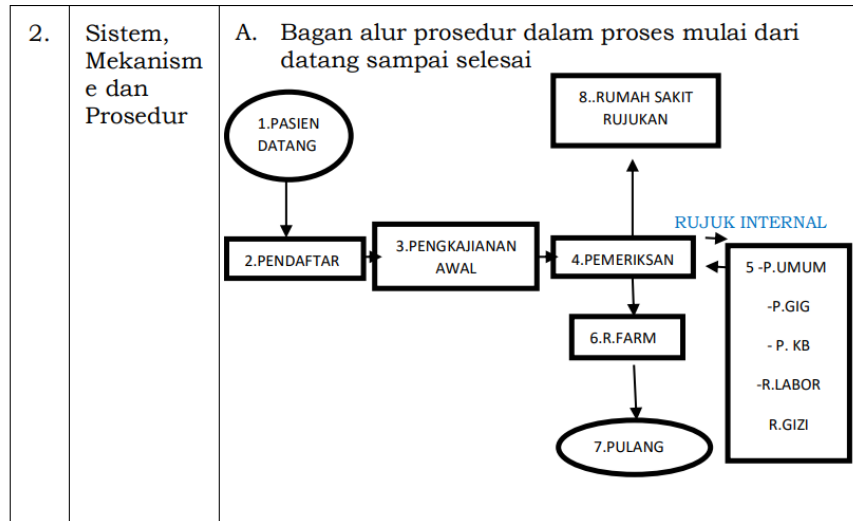 2.
Sistem,
Mekanism
e dan
Prosedur
A. Bagan alur prosedur dalam proses mulai dari
datang sampai selesai
1.PASIEN
DATANG
2.PENDAFTAR
3.PENGKAJIANAN
AWAL
4.PEMERIKSAN
8..RUMAH SAKIT
RUJUKAN
RUJUK INTERNAL
5 -P.UMUM
-P.GIG
- P. KB
-R.LABOR
R.GIZI
6.R.FARM
7.PULANG